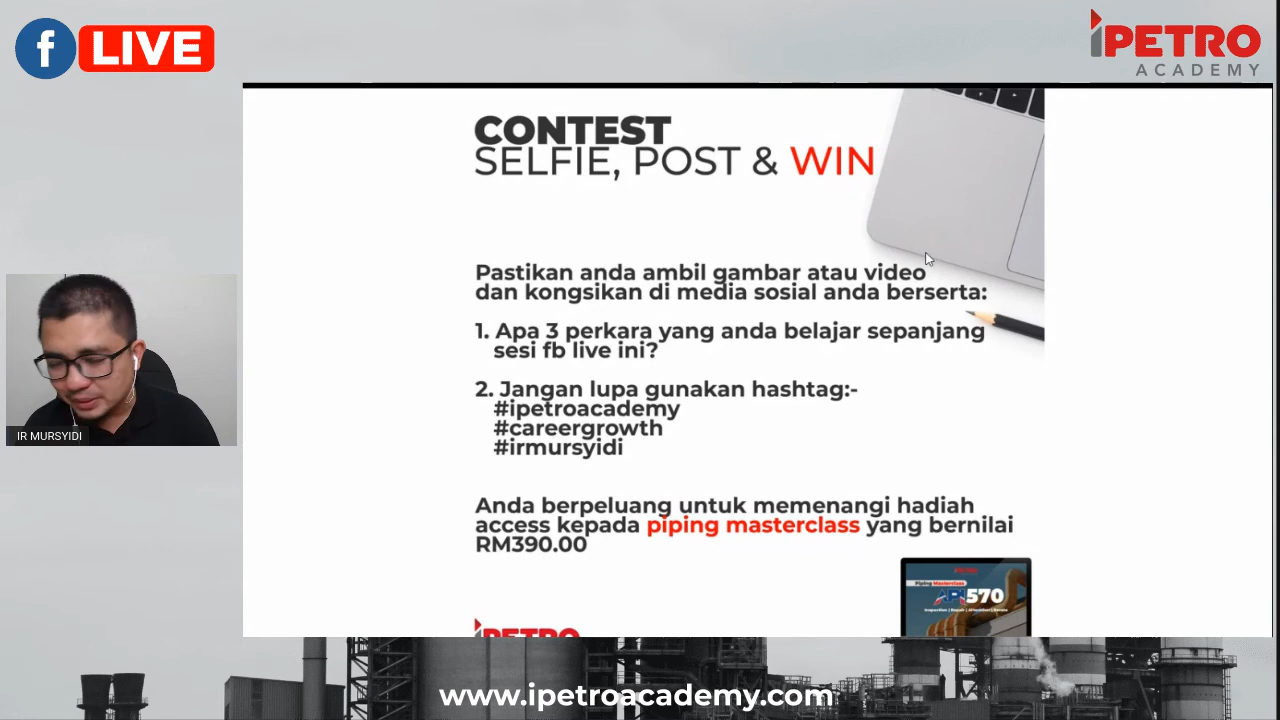 f LIVE
iPETRO
ACADEMY
CONTEST
SELFIE, POST & WIN
Pastikan anda ambil gambar atau video
dan kongsikan di media sosial anda berserta:
1. Apa 3 perkara yang anda belajar sepanjang
sesi fb live ini?
2. Jangan lupa gunakan hashtag:-
#ipetroacademy
#careergrowth
#irmursyidi
IR MURSYIDI
Anda berpeluang untuk memenangi hadiah
access kepada piping masterclass yang bernilai
RM390.00
Piping Masterclass
API 570
iPETRO
www.ipetroacademy.com